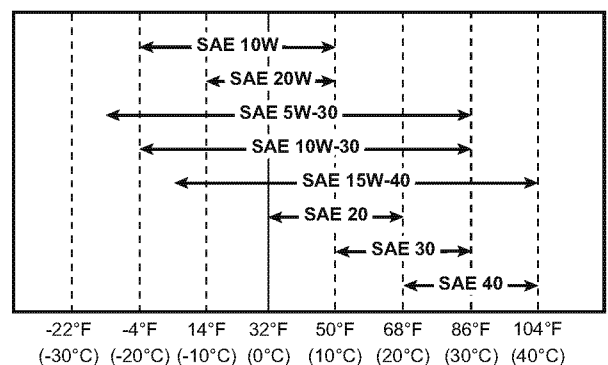 SAE 10W
SAE 20W
SAE 5W-30
SAE 10W-30
SAE 15W-40
SAE 20
SAE 30
SAE 40
-22°F -4°F 14°F 32°F 50°F 68°F 86°F 104°F
(-30°C) (-20°C) (-10°C) (0°C) (10°C) (20°C) (30°C) (40°C)